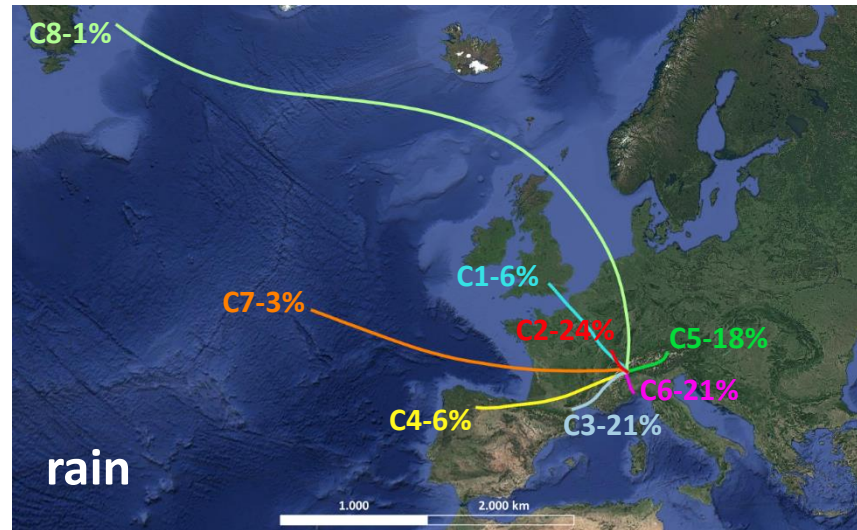 C8-1%
C1-6%
C7-3%
C2-24%
C5-18%
C6-21%
C4-6%
C3-21%
rain
1.000
2.000 km